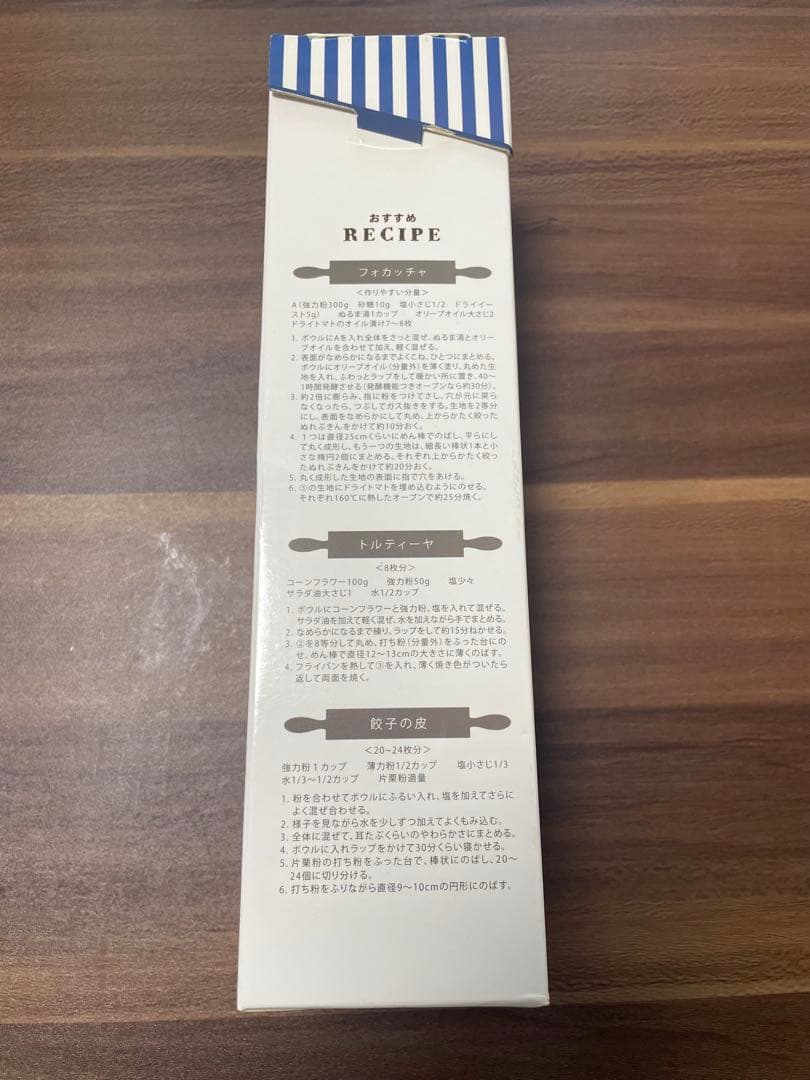 おすすめ
RECIPE
フォカッチャ
＜作りやすい分量＞
A（強力粉300g　砂糖10g　塩小さじ1/2　ドライイー
スト5g）　ぬるま湯1カップ　オリーブオイル大さじ2
ドライトマトのオイル漬け7〜8枚
1. ボウルにAを入れ全体をさっと混ぜ、ぬるま湯とオリー
ブオイルを合わせて加え、軽く混ぜる。
2. 表面がなめらかになるまでよくこね、ひとつにまとめる。
ボウルにオリーブオイル（分量外）を薄く塗り、丸めた生
地を入れ、ふわっとラップをして暖かい所に置き、40〜
1時間発酵させる（発酵機能つきオーブンなら約30分）。
3. 約2倍に膨らみ、指に粉をつけてさし、穴が元に戻ら
なくなったら、つぶしてガス抜きをする。生地を2等分
にし、表面をなめらかにして丸め、上からかたく絞った
ぬれぶきんをかけて約10分おく。
4. １つは直径25cmくらいにめん棒でのばし、平らにし
て丸く成形し、もう一つの生地は、細長い棒状1本と小
さな楕円2個にまとめる。それぞれ上からかたく絞っ
たぬれぶきんをかけて約20分おく。
5. 丸く成形した生地の表面に指で穴をあける。
6. ⑤の生地にドライトマトを埋め込むようにのせる。
それぞれ160℃に熱したオーブンで約25分焼く。
トルティーヤ
＜8枚分＞
コーンフラワー100g　強力粉50g　塩少々
サラダ油大さじ1　水1/2カップ
1. ボウルにコーンフラワーと強力粉、塩を入れて混ぜる。
サラダ油を加えて軽く混ぜ、水を加えながら手でまとめる。
2. なめらかになるまで練り、ラップをして約15分ねかせる。
3. ②を8等分して丸め、打ち粉（分量外）をふった台にの
せ、めん棒で直径12〜13cmの大きさに薄くのばす。
4. フライパンを熱して③を入れ、薄く焼き色がついたら
返して両面を焼く。
餃子の皮
＜20~24枚分＞
強力粉１カップ　薄力粉1/2カップ　塩小さじ1/3
水1/3〜1/2カップ　片栗粉適量
1. 粉を合わせてボウルにふるい入れ、塩を加えてさらに
よく混ぜ合わせる。
2. 様子を見ながら水を少しずつ加えてよくもみ込む。
3. 全体に混ぜて、耳たぶくらいのやわらかさにまとめる。
4. ボウルに入れラップをかけて30分くらい寝かせる。
5. 片栗粉の打ち粉をふった台で、棒状にのばし、20〜
24個に切り分ける。
6. 打ち粉をふりながら直径9〜10cmの円形にのばす。